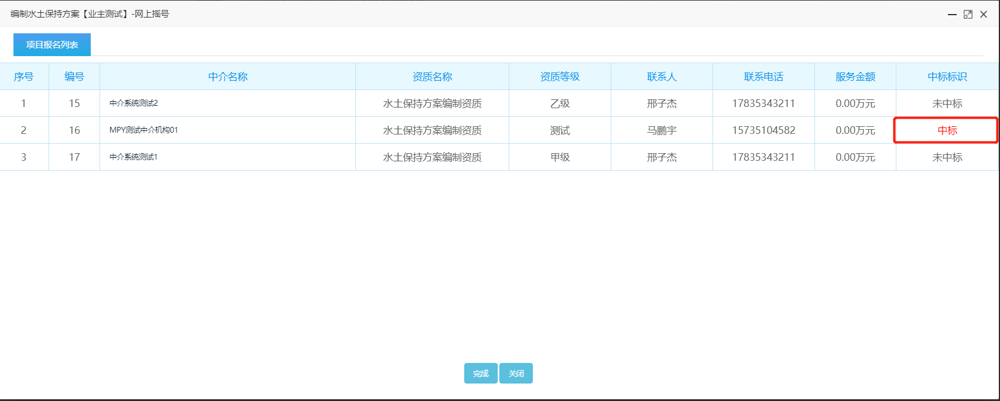 编制水土保持方案【业主测试】-网上摇号
项目报名列表
序号 编号 中介名称 资质名称 资质等级 联系人 联系电话 服务金额 中标标识
1 15 中介系统测试2 水土保持方案编制资质 乙级 邢子杰 17835343211 0.00万元 未中标
2 16 MPY测试中介机构01 水土保持方案编制资质 测试 马鹏宇 15735104582 0.00万元 中标
3 17 中介系统测试1 水土保持方案编制资质 甲级 邢子杰 17835343211 0.00万元 未中标
完成 关闭